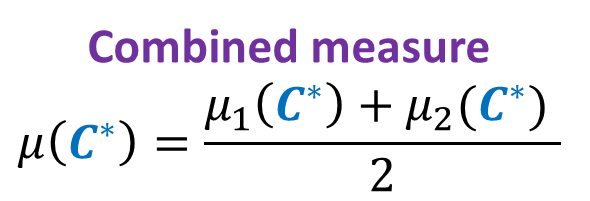 Combined measure
μ(C*) = (μ₁(C*) + μ₂(C*)) / 2